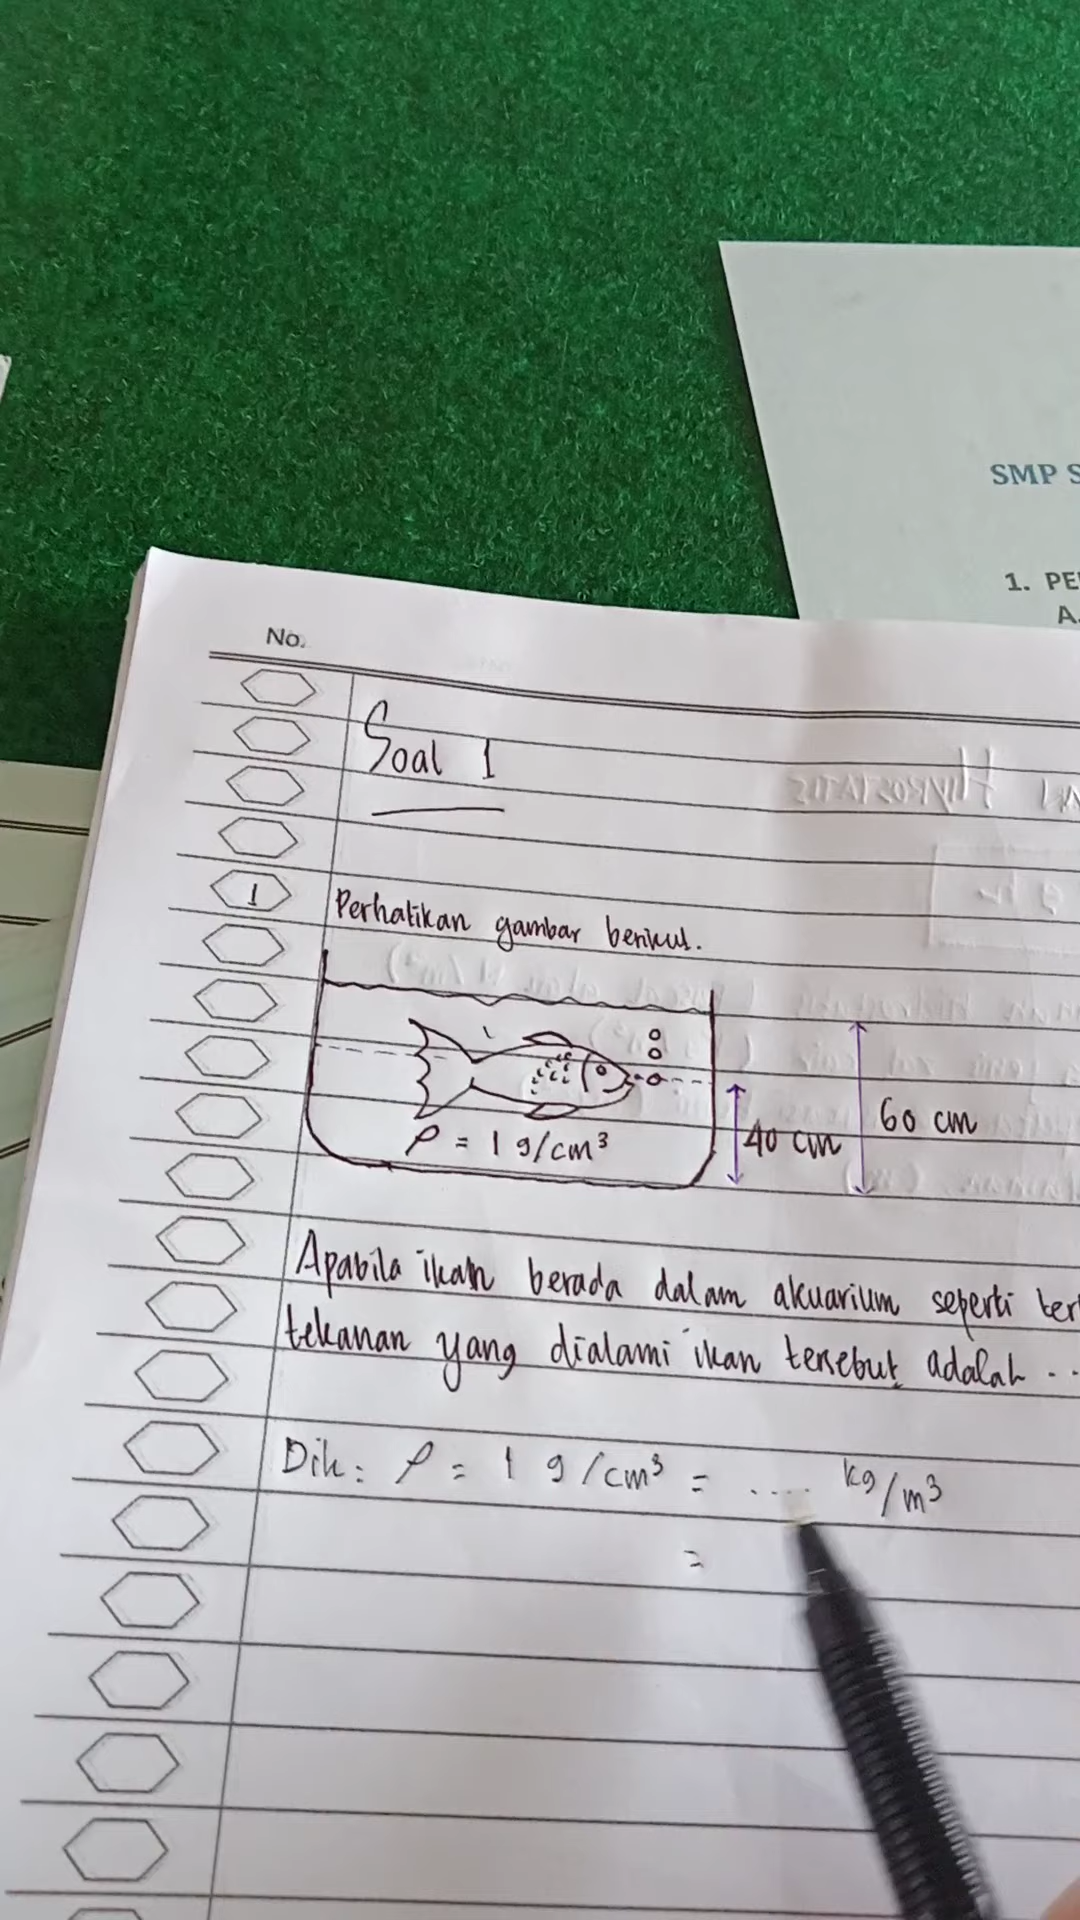 SMP S
1. PE
A.
No.
Soal 1
1 Perhatikan gambar berikut.
60 cm
40 cm
ρ = 1 g/cm³
Apabila ikan berada dalam akuarium seperti ter
tekanan yang dialami ikan tersebut adalah ..
Dik: ρ = 1 g/cm³ = .... kg/m³
=